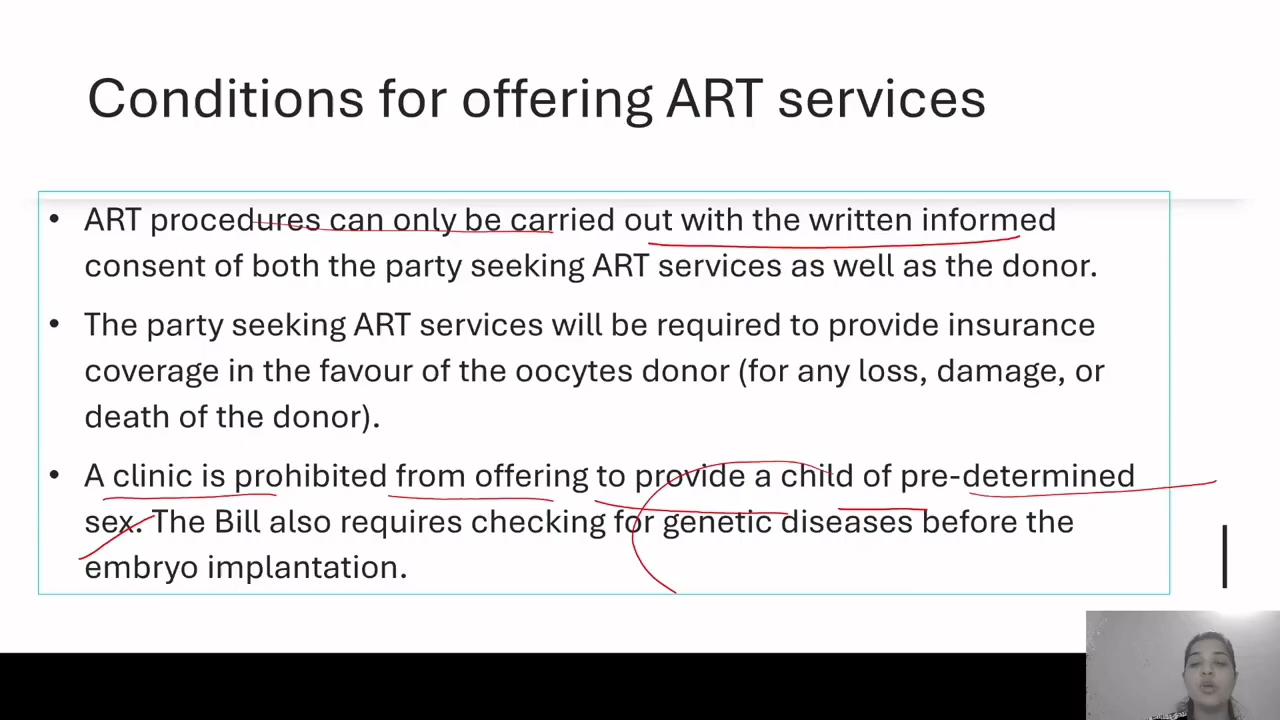 Conditions for offering ART services
• ART procedures can only be carried out with the written informed
consent of both the party seeking ART services as well as the donor.
• The party seeking ART services will be required to provide insurance
coverage in the favour of the oocytes donor (for any loss, damage, or
death of the donor).
• A clinic is prohibited from offering to provide a child of pre-determined
sex. The Bill also requires checking for genetic diseases before the
embryo implantation.